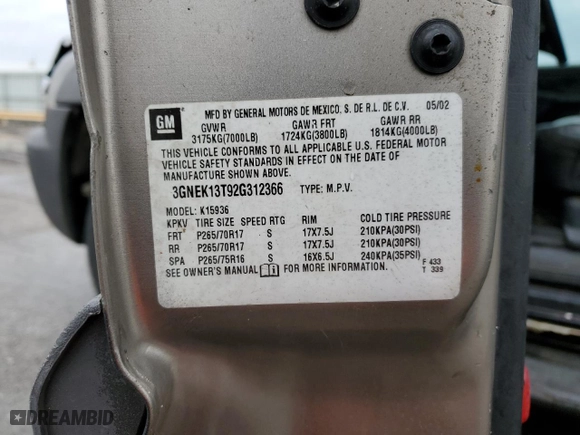 GM
MFD BY GENERAL MOTORS DE MEXICO, S. DE R.L. DE C.V. 05/02
GVWR GAWR FRT GAWR RR
3175KG(7000LB) 1724KG(3800LB) 1814KG(4000LB)
THIS VEHICLE CONFORMS TO ALL APPLICABLE U.S. FEDERAL MOTOR
VEHICLE SAFETY STANDARDS IN EFFECT ON THE DATE OF
MANUFACTURE SHOWN ABOVE.
3GNEK13T92G312366 TYPE: M.P.V.
MODEL: K15936
KPKV TIRE SIZE SPEED RTG RIM COLD TIRE PRESSURE
FRT P265/70R17 S 17X7.5J 210KPA(30PSI)
RR P265/70R17 S 17X7.5J 210KPA(30PSI)
SPA P265/75R16 S 16X6.5J 240KPA(35PSI)
SEE OWNER'S MANUAL FOR MORE INFORMATION.
F 433
T 339
DREAMBID